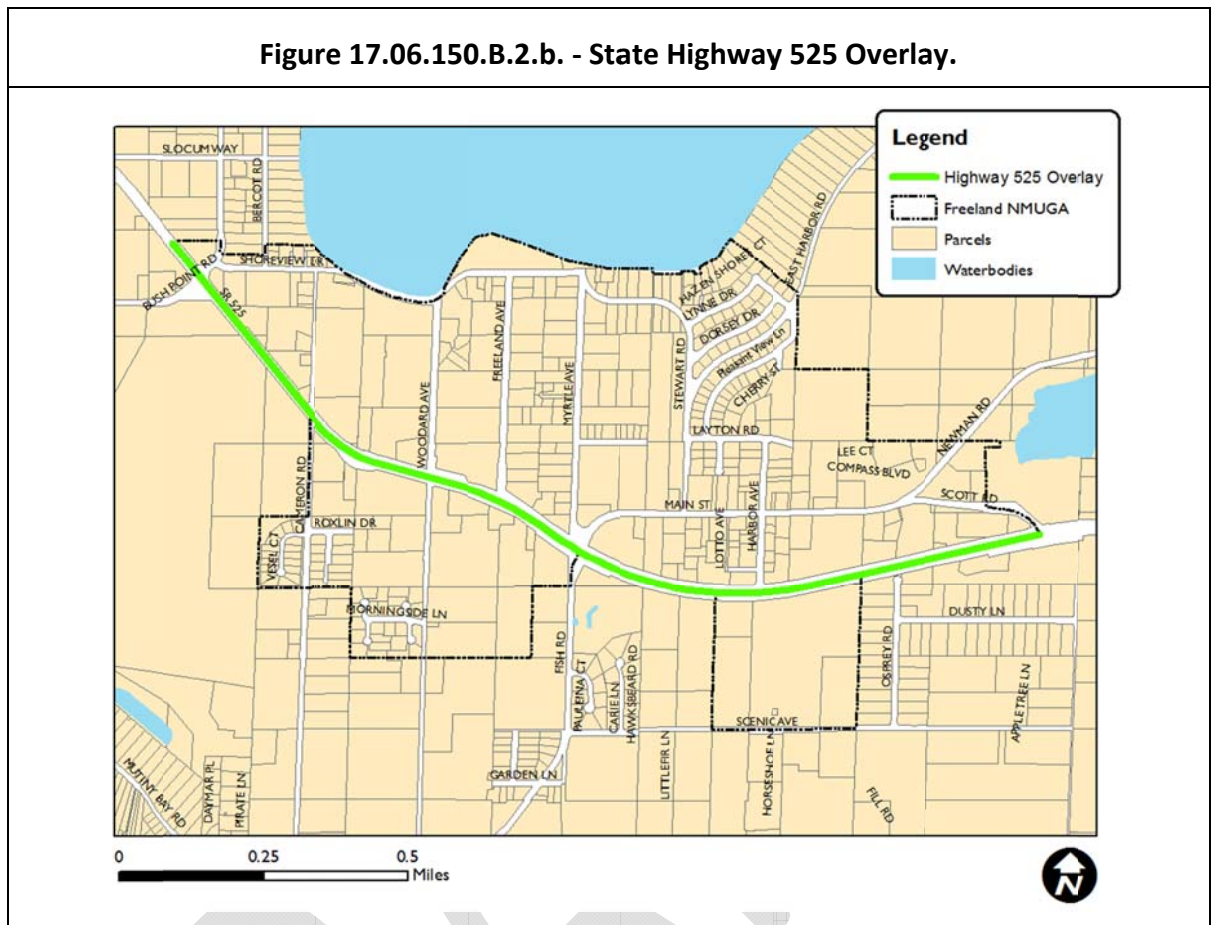 Figure 17.06.150.B.2.b. - State Highway 525 Overlay.
Legend
Highway 525 Overlay
Freeland NMUGA
Parcels
Waterbodies
SLOCUM WAY
BERCOT RD
EAST HARBOR RD
BUSH POINT RD
SHOREVIEW DR
SR 525
HAZEN SHORES CT
LYNNE DR
DORSEY DR
Pleasant View Ln
CHERRY ST
FREELAND AVE
MYRTLE AVE
STEWART RD
WOODARD AVE
LAYTON RD
LEE CT
COMPASS BLVD
NEWMAN RD
CAMERON RD
MAIN ST
SCOTT RD
LOTTO AVE
HARBOR AVE
ROXLIN DR
VESEL CT
MORNINGSIDE LN
DUSTY LN
FISH RD
PAULEINA CT
CARIE LN
HAWKSBEARD RD
OSPREY RD
APPLE TREE LN
SCENIC AVE
GARDEN LN
LITTLEFIR LN
HORSESHOE LN
FILL RD
MUTINY BAY RD
DAYMAR PL
PIRATE LN
0 0.25 0.5
Miles
N